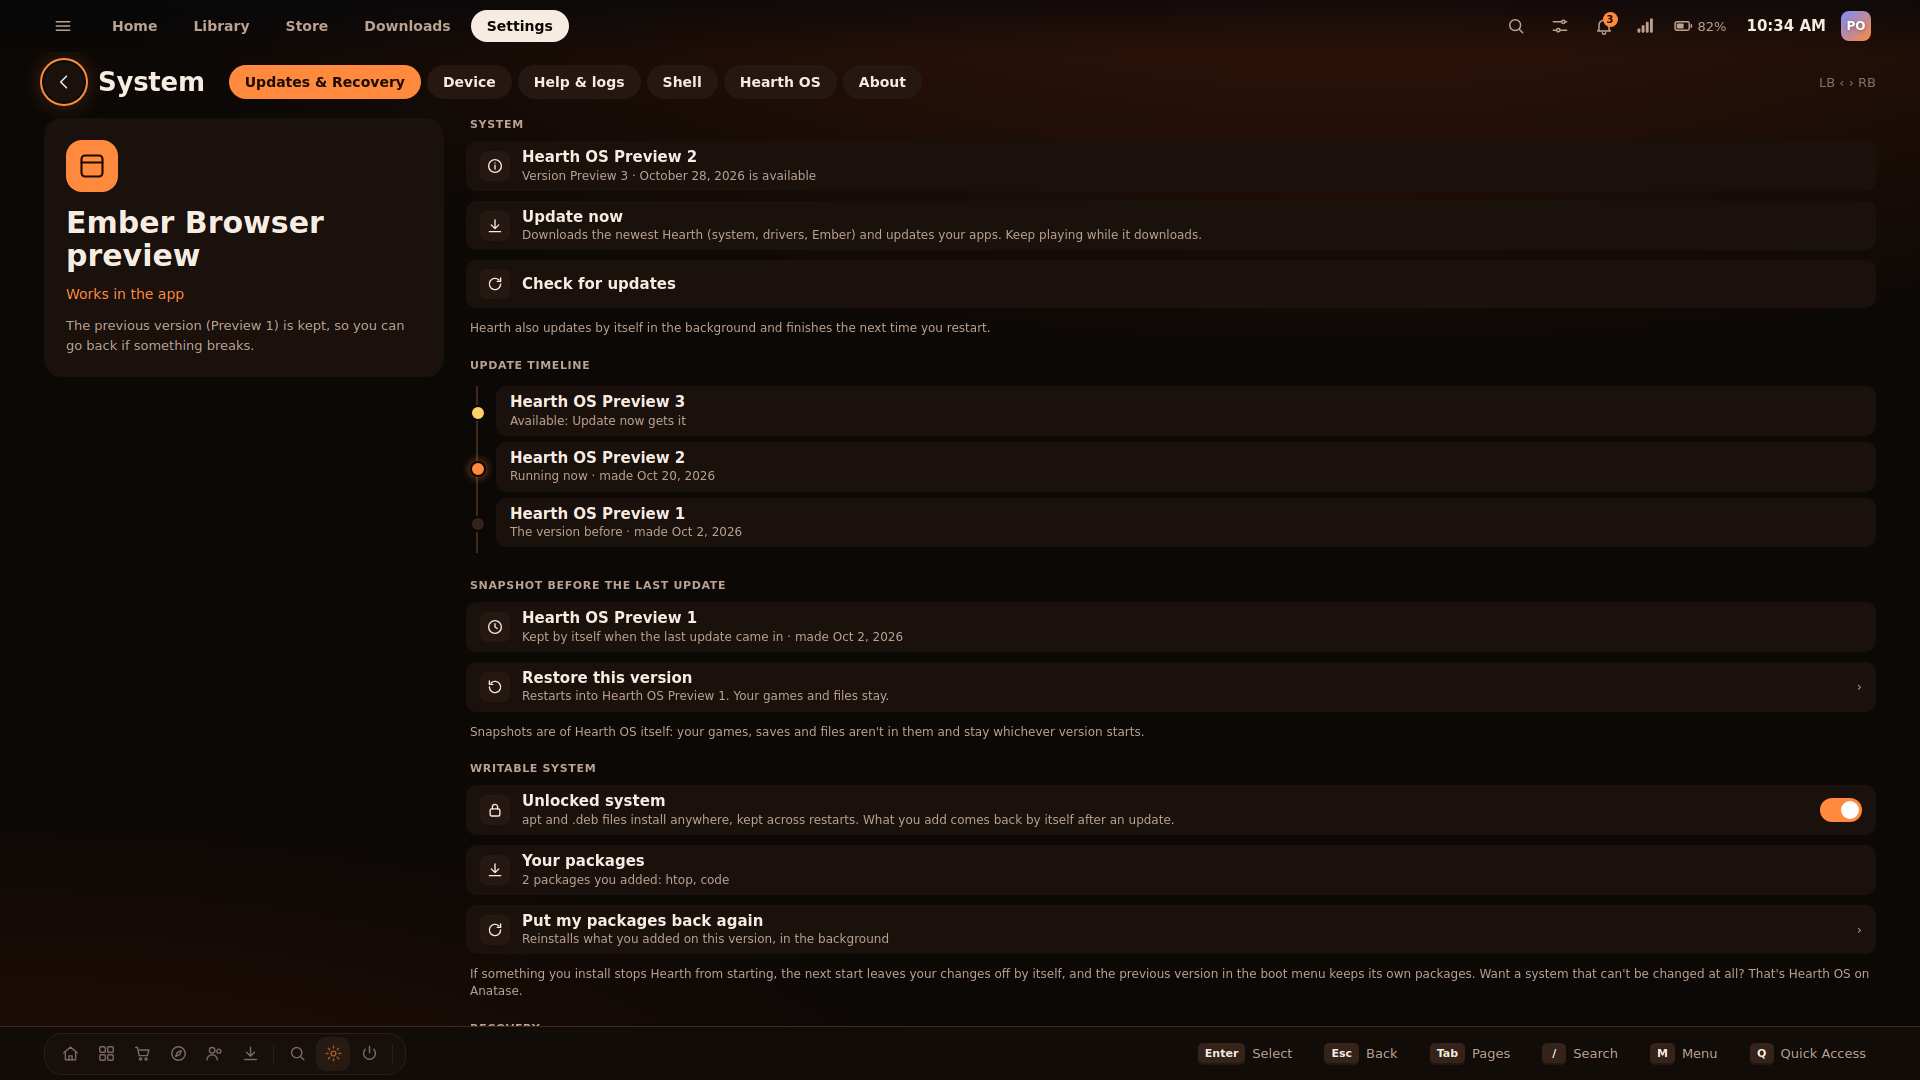 Home
Library
Store
Downloads
Settings
3
82%
10:34 AM
PO
System
Updates & Recovery
Device
Help & logs
Shell
Hearth OS
About
LB ‹ › RB
Ember Browser
preview
Works in the app
The previous version (Preview 1) is kept, so you can
go back if something breaks.
SYSTEM
Hearth OS Preview 2
Version Preview 3 · October 28, 2026 is available
Update now
Downloads the newest Hearth (system, drivers, Ember) and updates your apps. Keep playing while it downloads.
Check for updates
Hearth also updates by itself in the background and finishes the next time you restart.
UPDATE TIMELINE
Hearth OS Preview 3
Available: Update now gets it
Hearth OS Preview 2
Running now · made Oct 20, 2026
Hearth OS Preview 1
The version before · made Oct 2, 2026
SNAPSHOT BEFORE THE LAST UPDATE
Hearth OS Preview 1
Kept by itself when the last update came in · made Oct 2, 2026
Restore this version
Restarts into Hearth OS Preview 1. Your games and files stay.
Snapshots are of Hearth OS itself: your games, saves and files aren't in them and stay whichever version starts.
WRITABLE SYSTEM
Unlocked system
apt and .deb files install anywhere, kept across restarts. What you add comes back by itself after an update.
Your packages
2 packages you added: htop, code
Put my packages back again
Reinstalls what you added on this version, in the background
If something you install stops Hearth from starting, the next start leaves your changes off by itself, and the previous version in the boot menu keeps its own packages. Want a system that can't be changed at all? That's Hearth OS on
Anatase.
RECOVERY
Enter Select
Esc Back
Tab Pages
/ Search
M Menu
Q Quick Access